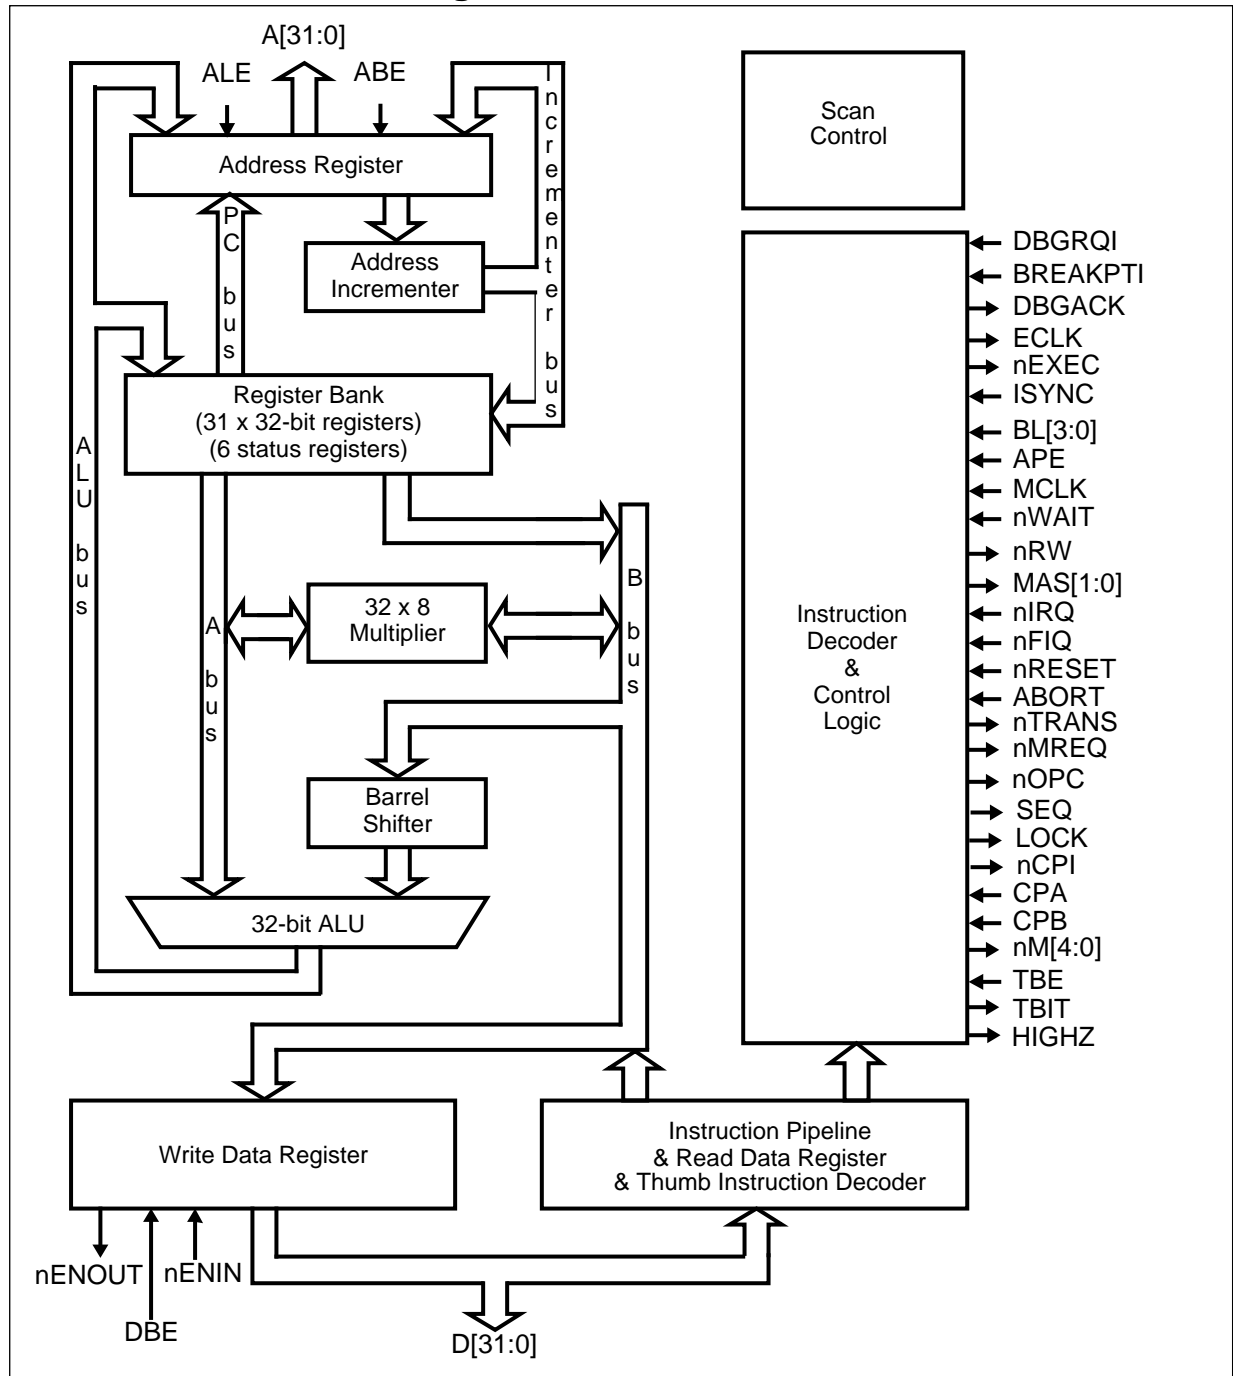 A[31:0]
ALE
ABE
Incrementer bus
Address Register
Scan
Control
PC bus
Address
Incrementer
Register Bank
(31 x 32-bit registers)
(6 status registers)
ALU bus
A bus
B bus
32 x 8
Multiplier
Barrel
Shifter
32-bit ALU
Instruction
Decoder
&
Control
Logic
DBGRQI
BREAKPTI
DBGACK
ECLK
nEXEC
ISYNC
BL[3:0]
APE
MCLK
nWAIT
nRW
MAS[1:0]
nIRQ
nFIQ
nRESET
ABORT
nTRANS
nMREQ
nOPC
SEQ
LOCK
nCPI
CPA
CPB
nM[4:0]
TBE
TBIT
HIGHZ
Write Data Register
Instruction Pipeline
& Read Data Register
& Thumb Instruction Decoder
nENOUT
nENIN
DBE
D[31:0]